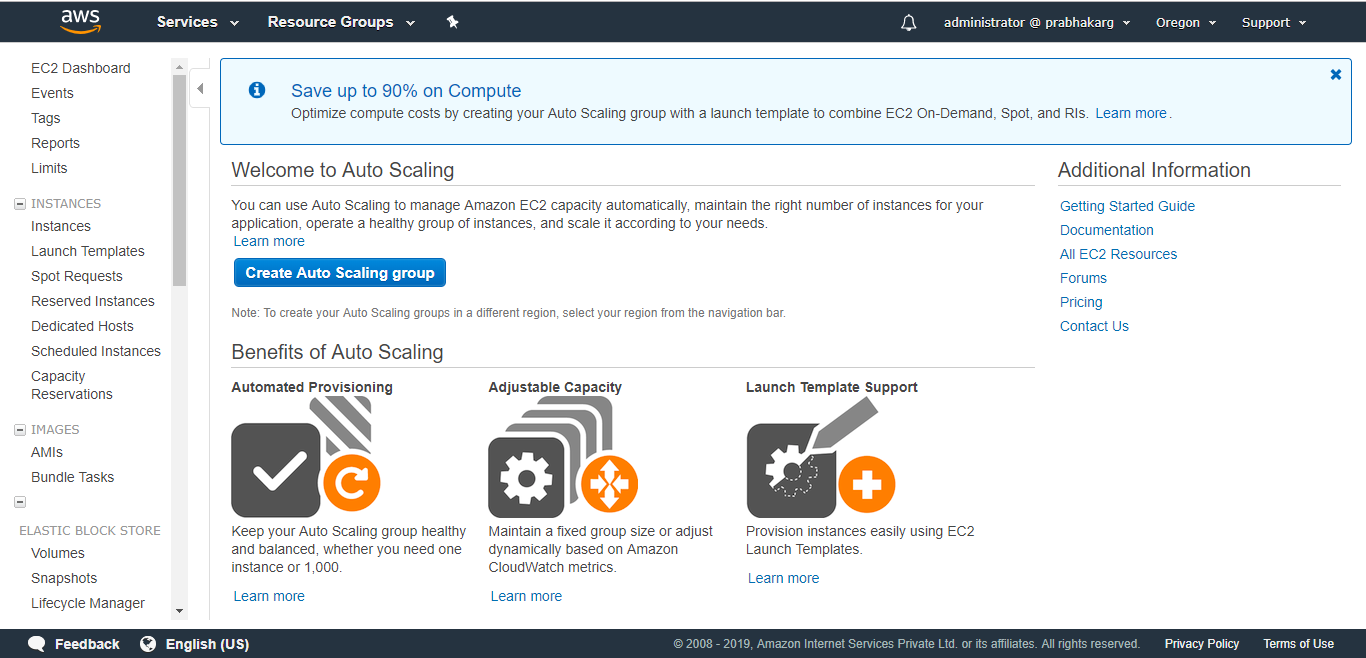 aws
Services
Resource Groups
administrator @ prabhakarg
Oregon
Support
EC2 Dashboard
Events
Tags
Reports
Limits
INSTANCES
Instances
Launch Templates
Spot Requests
Reserved Instances
Dedicated Hosts
Scheduled Instances
Capacity
Reservations
IMAGES
AMIs
Bundle Tasks
ELASTIC BLOCK STORE
Volumes
Snapshots
Lifecycle Manager
Save up to 90% on Compute
Optimize compute costs by creating your Auto Scaling group with a launch template to combine EC2 On-Demand, Spot, and RIs. Learn more.
Welcome to Auto Scaling
You can use Auto Scaling to manage Amazon EC2 capacity automatically, maintain the right number of instances for your
application, operate a healthy group of instances, and scale it according to your needs.
Learn more
Create Auto Scaling group
Note: To create your Auto Scaling groups in a different region, select your region from the navigation bar.
Benefits of Auto Scaling
Automated Provisioning
Keep your Auto Scaling group healthy
and balanced, whether you need one
instance or 1,000.
Learn more
Adjustable Capacity
Maintain a fixed group size or adjust
dynamically based on Amazon
CloudWatch metrics.
Learn more
Launch Template Support
Provision instances easily using EC2
Launch Templates.
Learn more
Additional Information
Getting Started Guide
Documentation
All EC2 Resources
Forums
Pricing
Contact Us
Feedback
English (US)
© 2008 - 2019, Amazon Internet Services Private Ltd. or its affiliates. All rights reserved.
Privacy Policy
Terms of Use